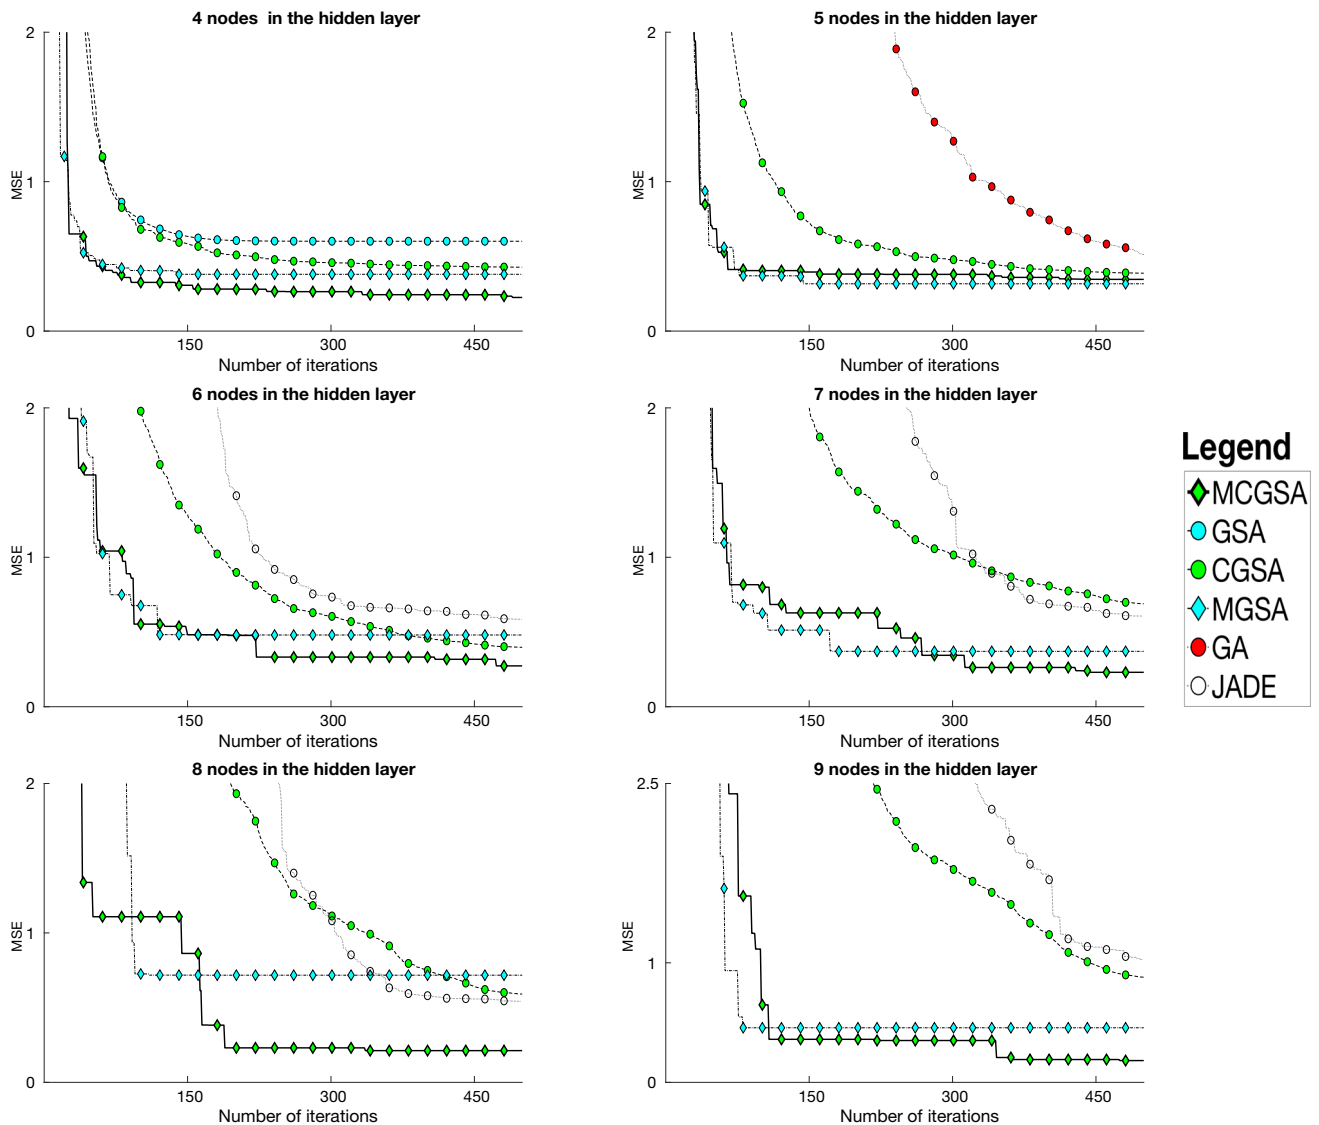 4 nodes in the hidden layer
2
1
0
MSE
150 300 450
Number of iterations
5 nodes in the hidden layer
2
1
0
MSE
150 300 450
Number of iterations
6 nodes in the hidden layer
2
1
0
MSE
150 300 450
Number of iterations
7 nodes in the hidden layer
2
1
0
MSE
150 300 450
Number of iterations
Legend
MCGSA
GSA
CGSA
MGSA
GA
JADE
8 nodes in the hidden layer
2
1
0
MSE
150 300 450
Number of iterations
9 nodes in the hidden layer
2.5
1
0
MSE
150 300 450
Number of iterations